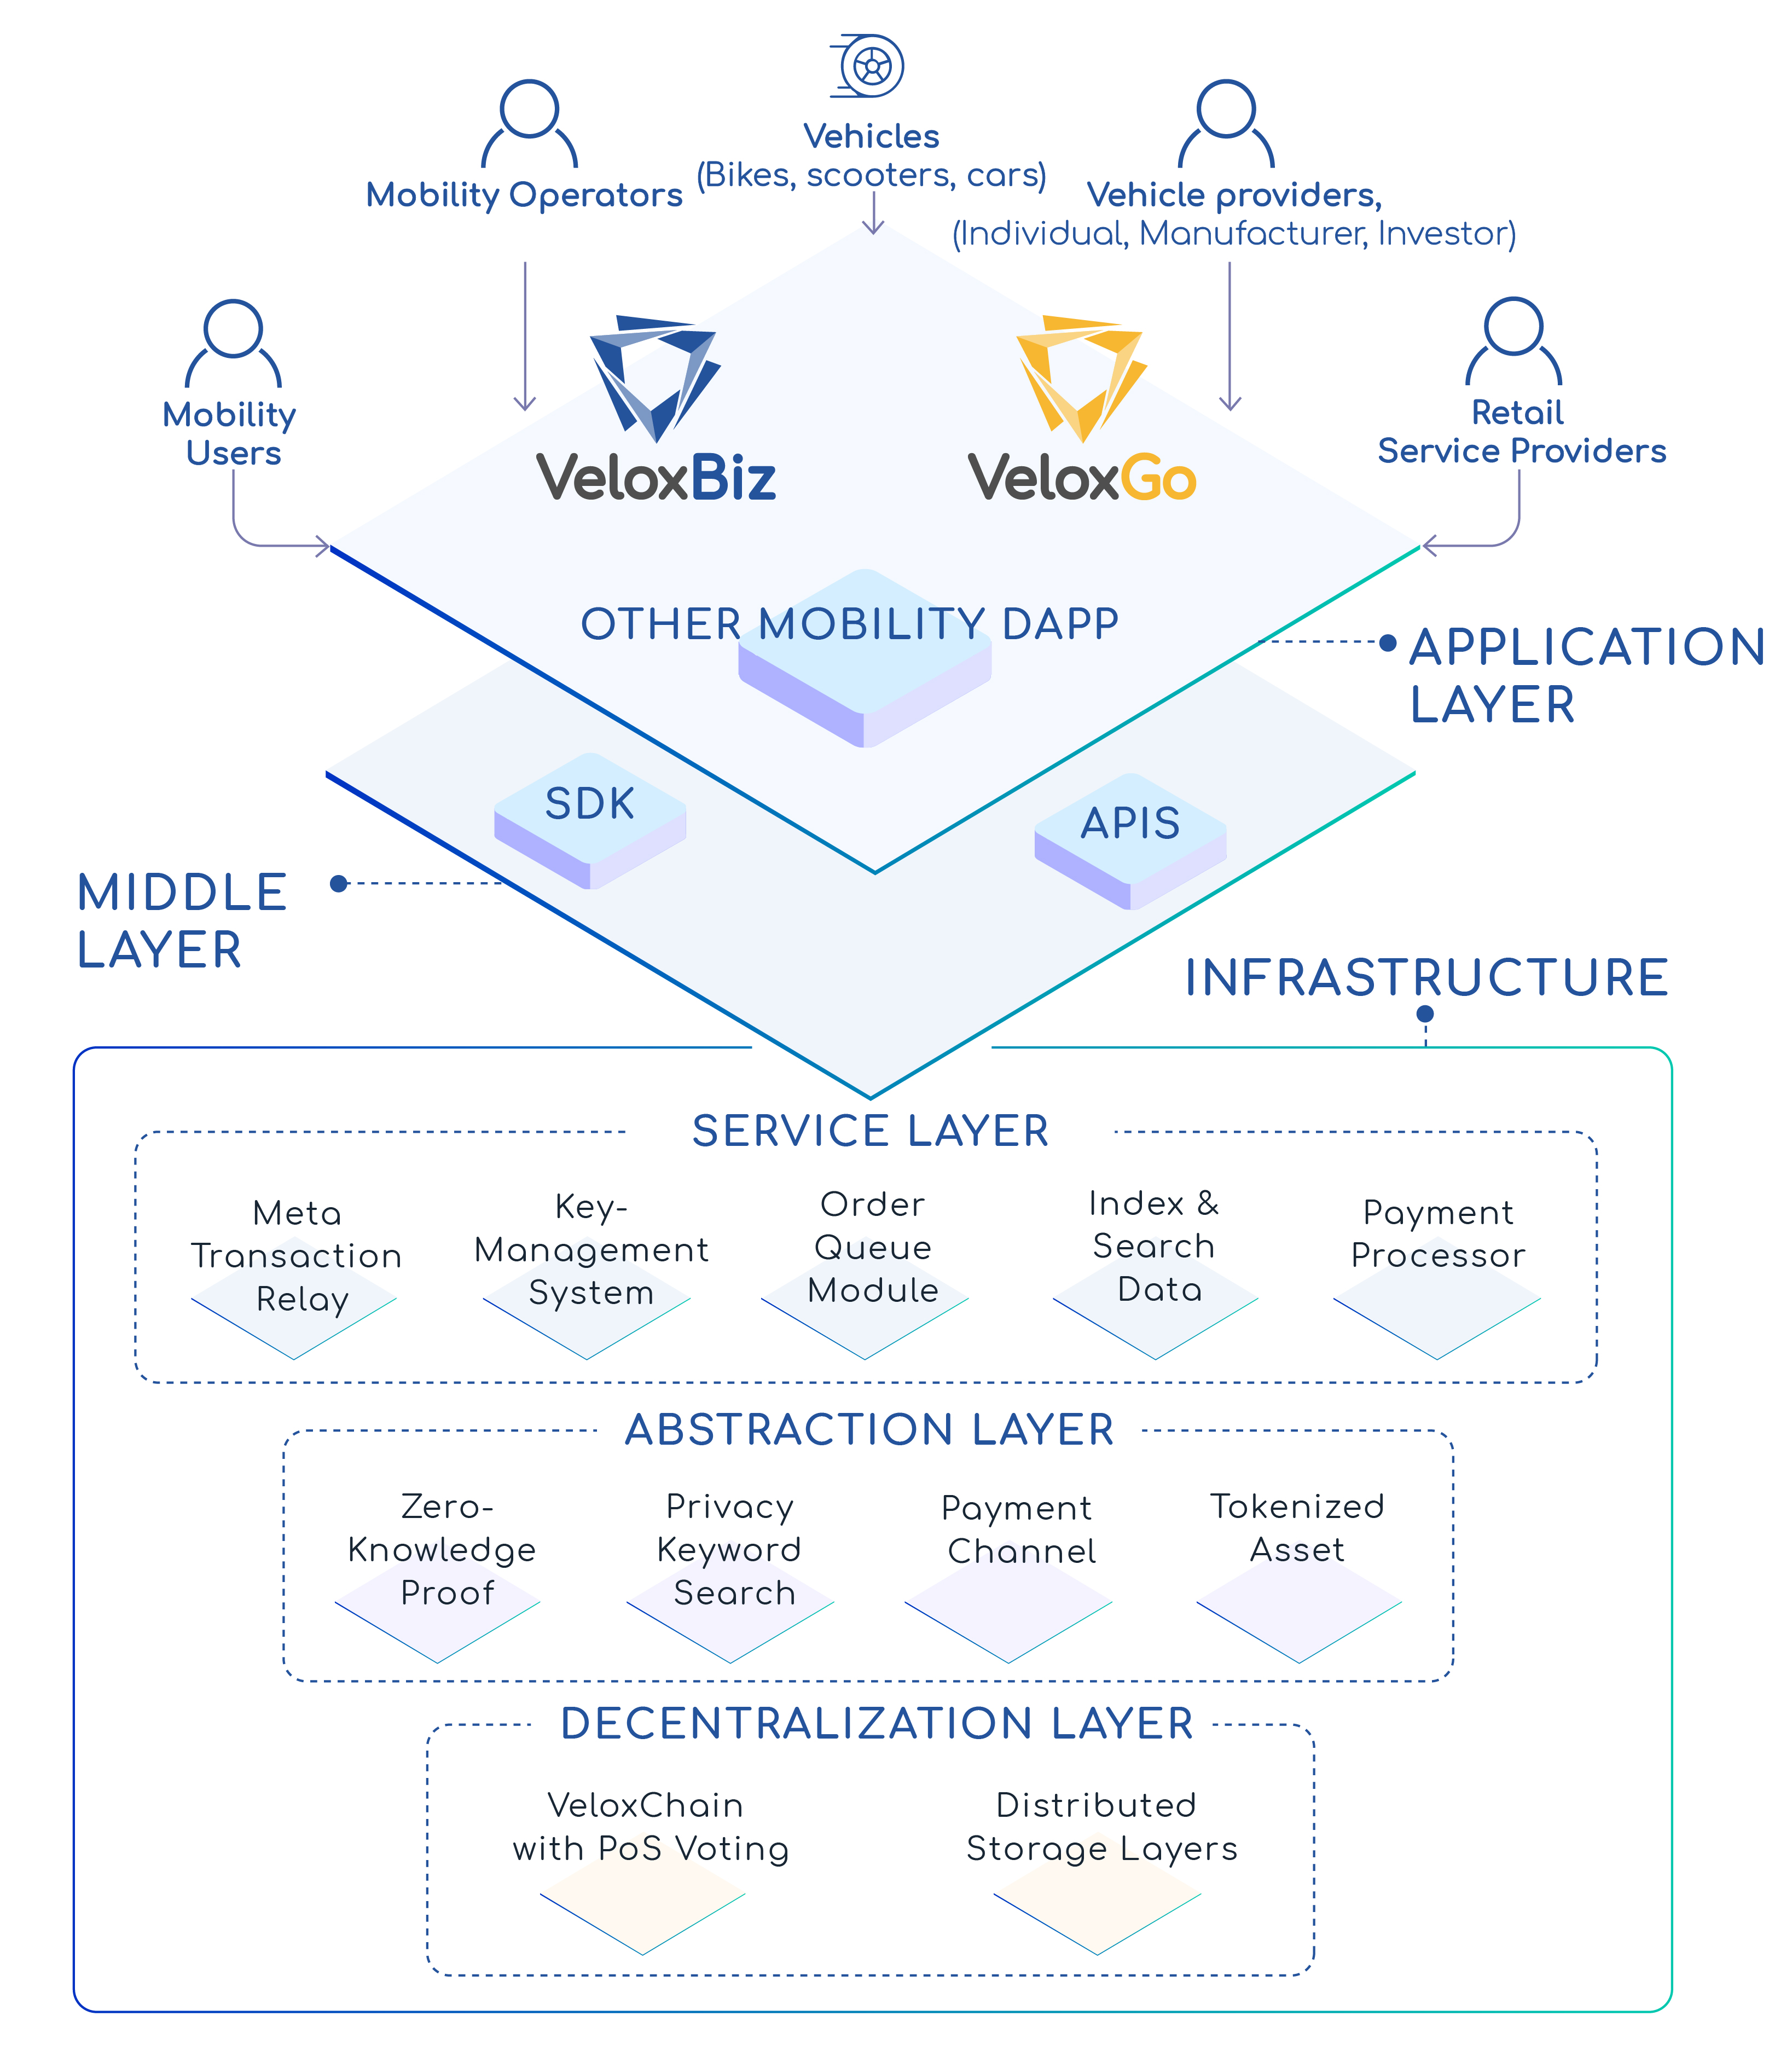 Vehicles
(Bikes, scooters, cars)
Mobility Operators
Vehicle providers,
(Individual, Manufacturer, Investor)
Mobility
Users
Retail
Service Providers
VeloxBiz
VeloxGo
OTHER MOBILITY DAPP
APPLICATION
LAYER
SDK
APIS
MIDDLE
LAYER
INFRASTRUCTURE
SERVICE LAYER
Meta
Transaction
Relay
Key-
Management
System
Order
Queue
Module
Index &
Search
Data
Payment
Processor
ABSTRACTION LAYER
Zero-
Knowledge
Proof
Privacy
Keyword
Search
Payment
Channel
Tokenized
Asset
DECENTRALIZATION LAYER
VeloxChain
with PoS Voting
Distributed
Storage Layers